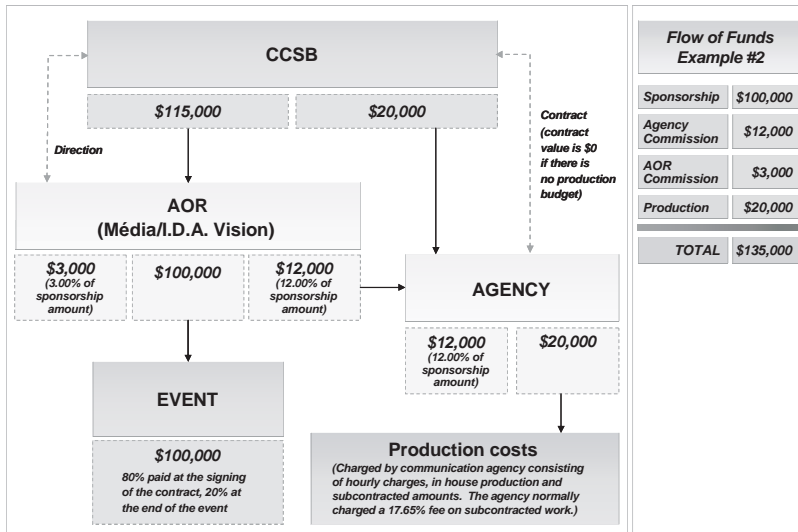 CCSB
$115,000
$20,000
Direction
Contract
(contract
value is $0
if there is
no production
budget)
AOR
(Média/I.D.A. Vision)
$3,000
(3.00% of
sponsorship
amount)
$100,000
$12,000
(12.00% of
sponsorship
amount)
AGENCY
$12,000
(12.00% of
sponsorship
amount)
$20,000
EVENT
$100,000
80% paid at the signing
of the contract, 20% at
the end of the event
Production costs
(Charged by communication agency consisting
of hourly charges, in house production and
subcontracted amounts. The agency normally
charged a 17.65% fee on subcontracted work.)
Flow of Funds
Example #2
Sponsorship $100,000
Agency
Commission $12,000
AOR
Commission $3,000
Production $20,000
TOTAL $135,000